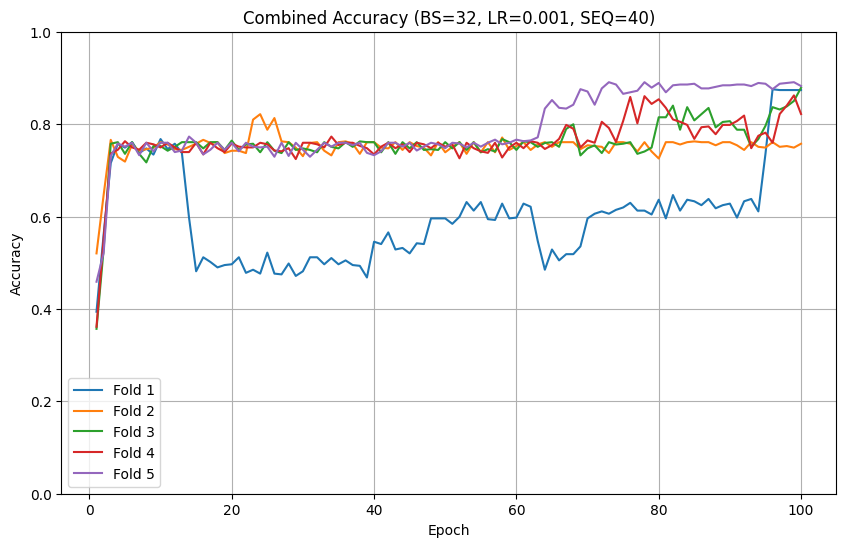 Combined Accuracy (BS=32, LR=0.001, SEQ=40)
1.0
0.8
0.6
0.4
0.2
0.0
Accuracy
Fold 1
Fold 2
Fold 3
Fold 4
Fold 5
0 20 40 60 80 100
Epoch